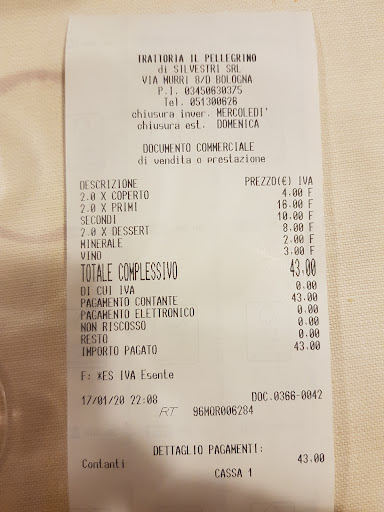 TRATTORIA IL PELLEGRINO
di SILVESTRI SRL
VIA MURRI 8/D BOLOGNA
P.I. 03450630375
Tel. 051300626
chiusura inver. MERCOLEDI'
chiusura est. DOMENICA
DOCUMENTO COMMERCIALE
di vendita o prestazione
DESCRIZIONE PREZZO(€) IVA
2.0 X COPERTO 4.00 F
2.0 X PRIMI 16.00 F
SECONDI 10.00 F
2.0 X DESSERT 8.00 F
MINERALE 2.00 F
VINO 3.00 F
TOTALE COMPLESSIVO 43,00
DI CUI IVA 0.00
PAGAMENTO CONTANTE 43.00
PAGAMENTO ELETTRONICO 0.00
NON RISCOSSO 0.00
RESTO 0.00
IMPORTO PAGATO 43.00
F: *ES IVA Esente
17/01/20 22:08 DOC.0366-0042
RT 96MQR006284
DETTAGLIO PAGAMENTI:
Contanti 43.00
CASSA 1